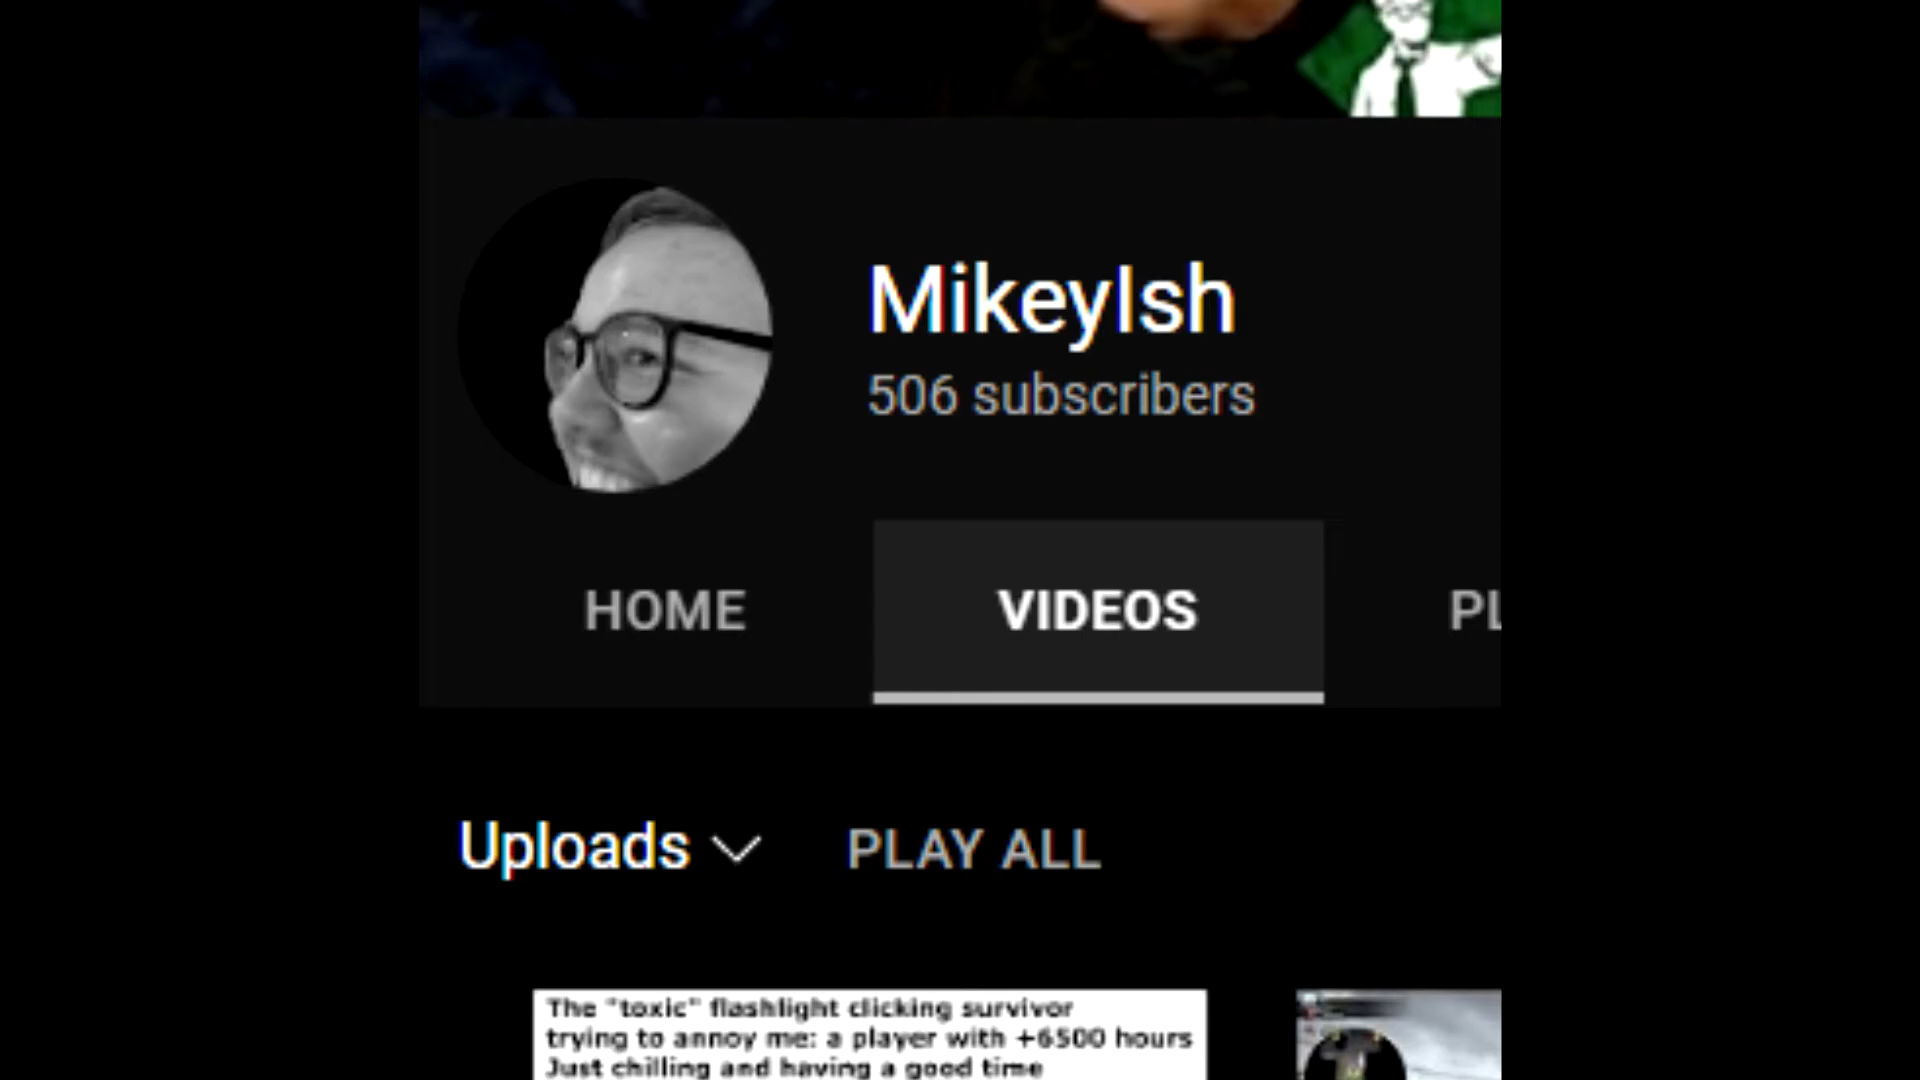 MikeyIsh
506 subscribers
HOME
VIDEOS
PL
Uploads
PLAY ALL
The "toxic" flashlight clicking survivor
trying to annoy me: a player with +6500 hours
Just chilling and having a good time